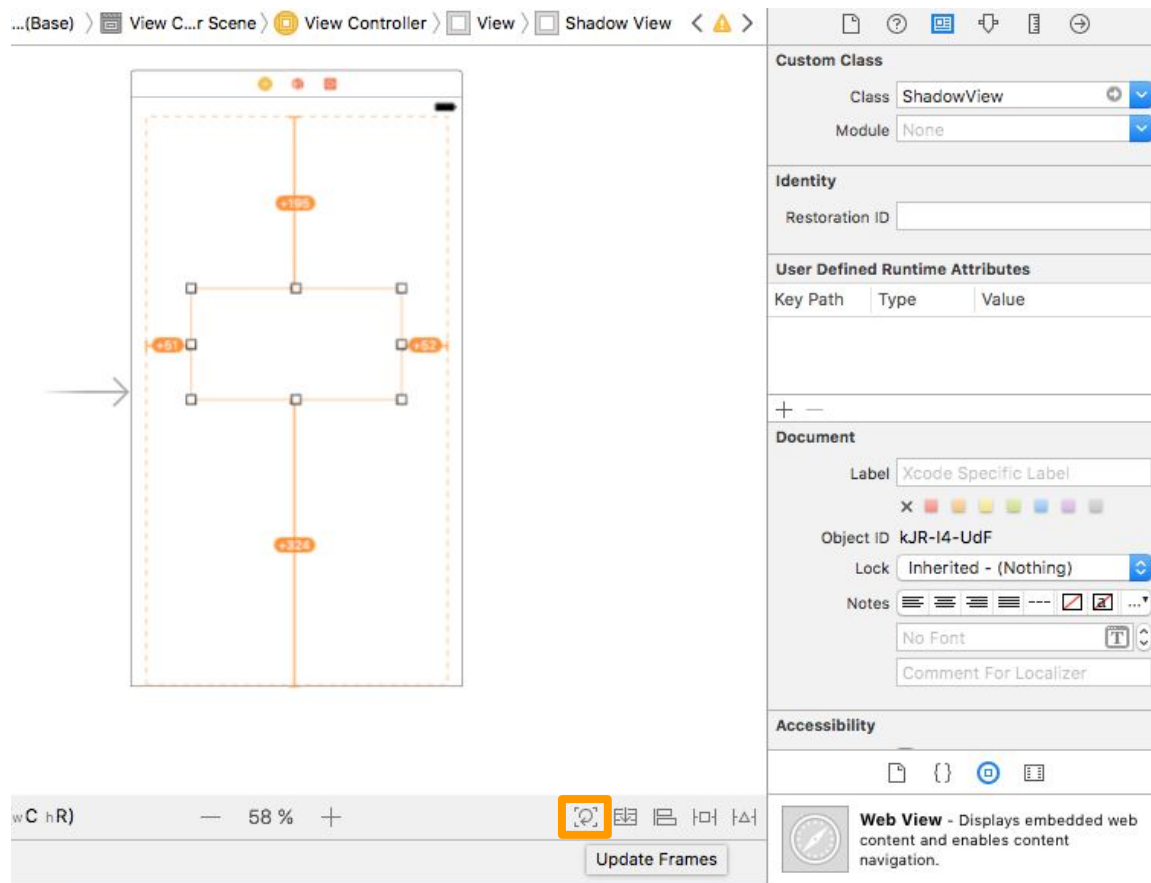 ...(Base) 〉 View C...r Scene 〉 View Controller 〉 View 〉 Shadow View < >
Custom Class
Class ShadowView
Module None
Identity
Restoration ID
User Defined Runtime Attributes
Key Path Type Value
+195
+51
+52
+ —
Document
Label Xcode Specific Label
Object ID kJR-I4-UdF
Lock Inherited - (Nothing)
Notes
No Font
Comment For Localizer
+324
Accessibility
wC hR) — 58 % +
Update Frames
Web View - Displays embedded web
content and enables content
navigation.